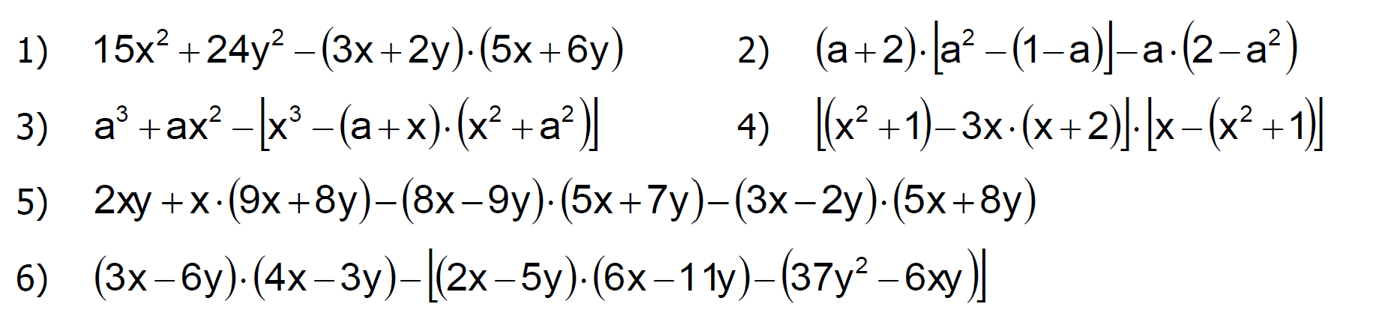 1) 15x² + 24y² – (3x + 2y)·(5x + 6y) 2) (a + 2)·[a² – (1 – a)] – a·(2 – a²)
3) a³ + ax² – [x³ – (a + x)·(x² + a²)] 4) [(x² + 1) – 3x·(x + 2)]·[x – (x² + 1)]
5) 2xy + x·(9x + 8y) – (8x – 9y)·(5x + 7y) – (3x – 2y)·(5x + 8y)
6) (3x – 6y)·(4x – 3y) – [(2x – 5y)·(6x – 11y) – (37y² – 6xy)]